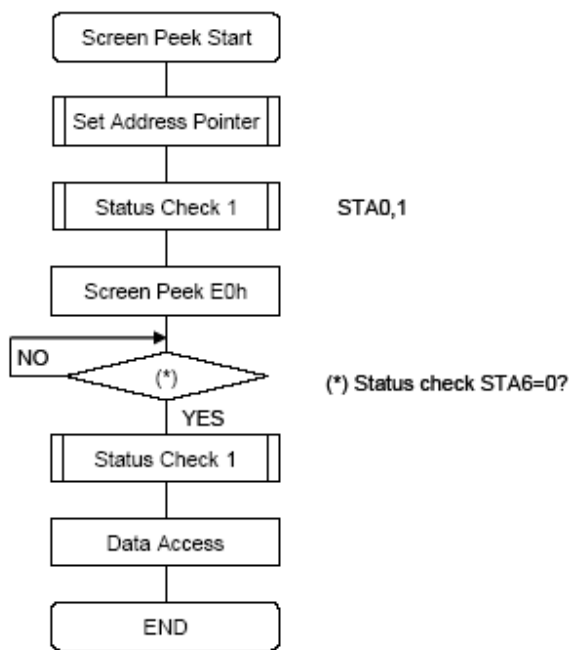 Screen Peek Start
Set Address Pointer
Status Check 1
STA0,1
Screen Peek E0h
NO
(*)
(*) Status check STA6=0?
YES
Status Check 1
Data Access
END